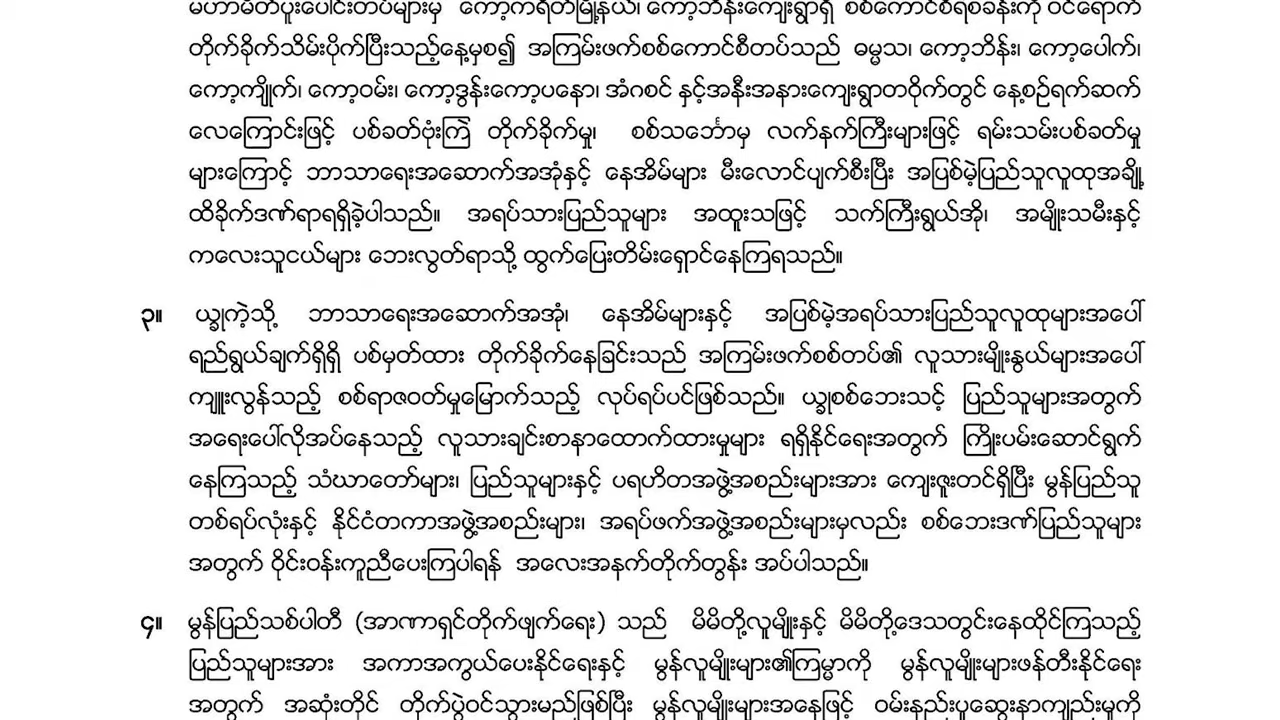 မဟာမိတ်ပူးပေါင်းတပ်များမှ ကော့ကရိတ်မြို့နယ်၊ ကော့ဘိန်းကျေးရွာရှိ စစ်ကောင်စီရဲစခန်းကို ဝင်ရောက်
တိုက်ခိုက်သိမ်းပိုက်ပြီးသည့်နေ့မှစ၍ အကြမ်းဖက်စစ်ကောင်စီတပ်သည် ဓမ္မသ၊ ကော့ဘိန်း၊ ကော့ပေါက်၊
ကော့ကျိုက်၊ ကော့ဝမ်း၊ ကော့ဒွန်းကော့ပနော၊ အံဂစင် နှင့်အနီးအနားကျေးရွာတဝိုက်တွင် နေ့စဉ်ရက်ဆက်
လေကြောင်းဖြင့် ပစ်ခတ်ဗုံးကြဲ တိုက်ခိုက်မှု၊ စစ်သင်္ဘောမှ လက်နက်ကြီးများဖြင့် ရမ်းသမ်းပစ်ခတ်မှု
များကြောင့် ဘာသာရေးအဆောက်အအုံနှင့် နေအိမ်များ မီးလောင်ပျက်စီးပြီး အပြစ်မဲ့ပြည်သူလူထုအချို့
ထိခိုက်ဒဏ်ရာရရှိခဲ့ပါသည်။ အရပ်သားပြည်သူများ အထူးသဖြင့် သက်ကြီးရွယ်အို၊ အမျိုးသမီးနှင့်
ကလေးသူငယ်များ ဘေးလွတ်ရာသို့ ထွက်ပြေးတိမ်းရှောင်နေကြရသည်။
၃။ ယ္ခုကဲ့သို့ ဘာသာရေးအဆောက်အအုံ၊ နေအိမ်များနှင့် အပြစ်မဲ့အရပ်သားပြည်သူလူထုများအပေါ်
ရည်ရွယ်ချက်ရှိရှိ ပစ်မှတ်ထား တိုက်ခိုက်နေခြင်းသည် အကြမ်းဖက်စစ်တပ်၏ လူသားမျိုးနွယ်များအပေါ်
ကျူးလွန်သည့် စစ်ရာဇဝတ်မှုမြောက်သည့် လုပ်ရပ်ပင်ဖြစ်သည်။ ယ္ခုစစ်ဘေးသင့် ပြည်သူများအတွက်
အရေးပေါ်လိုအပ်နေသည့် လူသားချင်းစာနာထောက်ထားမှုများ ရရှိနိုင်ရေးအတွက် ကြိုးပမ်းဆောင်ရွက်
နေကြသည့် သံဃာတော်များ၊ ပြည်သူများနှင့် ပရဟိတအဖွဲ့အစည်းများအား ကျေးဇူးတင်ရှိပြီး မွန်ပြည်သူ
တစ်ရပ်လုံးနှင့် နိုင်ငံတကာအဖွဲ့အစည်းများ၊ အရပ်ဖက်အဖွဲ့အစည်းများမှလည်း စစ်ဘေးဒဏ်ပြည်သူများ
အတွက် ဝိုင်းဝန်းကူညီပေးကြပါရန် အလေးအနက်တိုက်တွန်း အပ်ပါသည်။
၄။ မွန်ပြည်သစ်ပါတီ (အာဏာရှင်တိုက်ဖျက်ရေး) သည် မိမိတို့လူမျိုးနှင့် မိမိတို့ဒေသတွင်းနေထိုင်ကြသည့်
ပြည်သူများအား အကာအကွယ်ပေးနိုင်ရေးနှင့် မွန်လူမျိုးများ၏ကြမ္မာကို မွန်လူမျိုးများဖန်တီးနိုင်ရေး
အတွက် အဆုံးတိုင် တိုက်ပွဲဝင်သွားမည်ဖြစ်ပြီး မွန်လူမျိုးများအနေဖြင့် ဝမ်းနည်းပူဆွေးနာကျည်းမှုကို